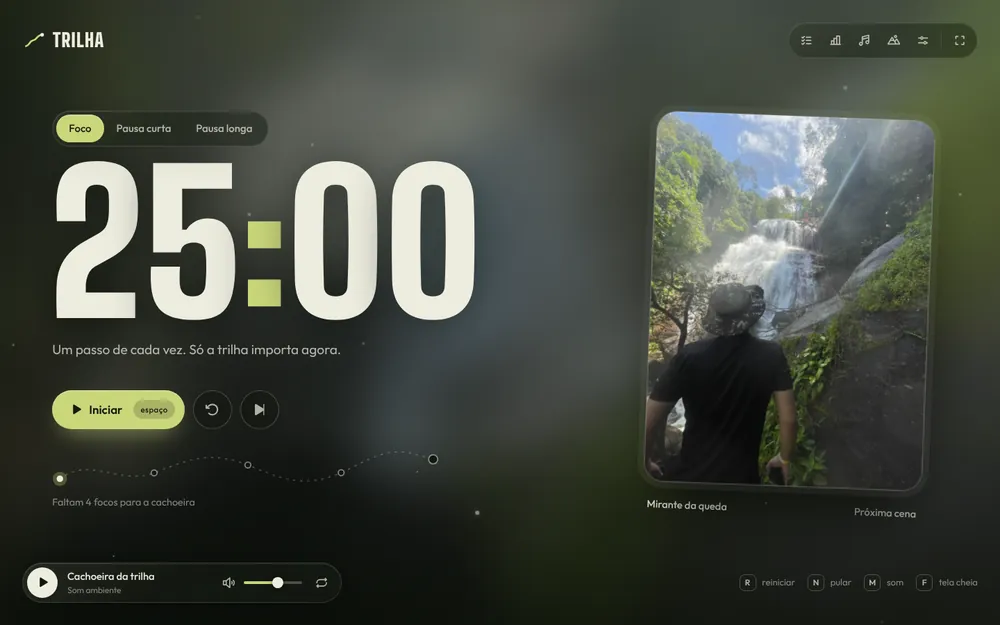 TRILHA
Foco
Pausa curta
Pausa longa
25:00
Um passo de cada vez. Só a trilha importa agora.
Iniciar espaço
Faltam 4 focos para a cachoeira
Mirante da queda
Próxima cena
Cachoeira da trilha
Som ambiente
R reiniciar
N pular
M som
F tela cheia